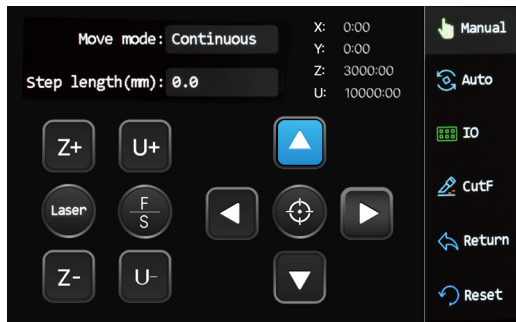 Move mode: Continuous
Step length(mm): 0.0
X: 0:00
Y: 0:00
Z: 3000:00
U: 10000:00
Manual
Auto
IO
CutF
Return
Reset
Z+
U+
Laser
F
S
Z-
U-